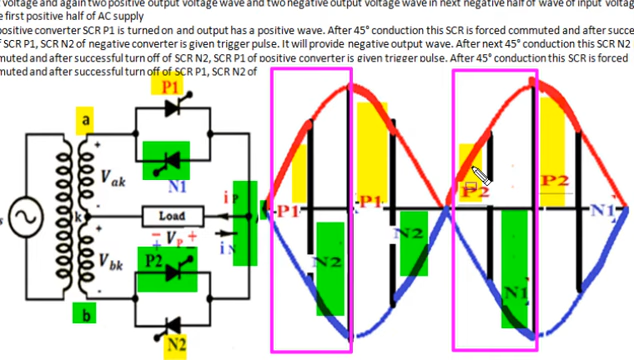 voltage and again two positive output voltage wave and two negative output voltage wave in next negative half of wave of input voltag
e first positive half of AC supply
ositive converter SCR P1 is turned on and output has a positive wave. After 45° conduction this SCR is forced commuted and after succe
SCR P1, SCR N2 of negative converter is given trigger pulse. It will provide negative output wave. After next 45° conduction this SCR N2
muted and after successful turn off of SCR N2, SCR P1 of positive converter is given trigger pulse. After 45° conduction this SCR is forced
muted and after successful turn off of SCR P1, SCR N2 of
P1
a
+
Vak
N1
iP
k
Load
- VP +
+
iN
Vbk
P2
-
b
N2
P1
P1
N2
N2
P2
P2
N1
N1